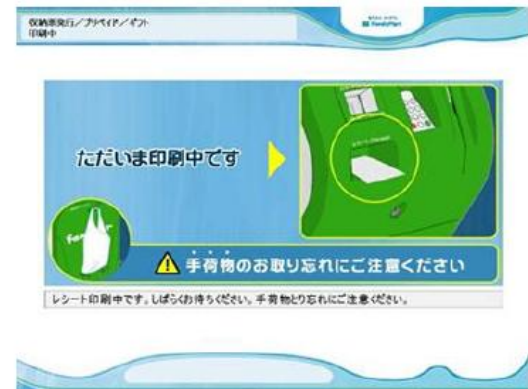 収納票発行／プリペイド／ギフト
印刷中
FamilyMart
ただいま印刷中です
手荷物のお取り忘れにご注意ください
レシート印刷中です。しばらくお待ちください。手荷物とり忘れにご注意ください。